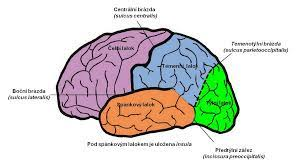 Centrální brázda
(sulcus centralis)
Temenotýlní brázda
(sulcus parietooccipitalis)
Čelní lalok
Temenní lalok
Boční brázda
(sulcus lateralis)
Spánkový lalok
Týlní lalok
Pod spánkovým lalokem je uložena insula
Předtýlní zářez
(incisura preoccipitalis)